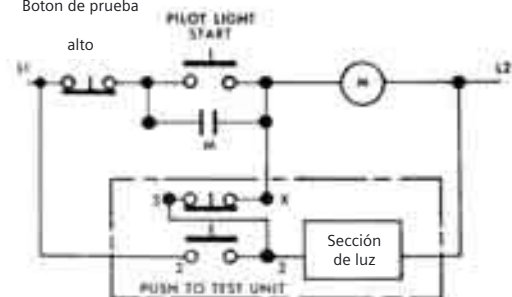 Boton de prueba
PILOT LIGHT
START
alto
L1
L2
M
M
3
X
2
3
Sección
de luz
PUSH TO TEST UNIT